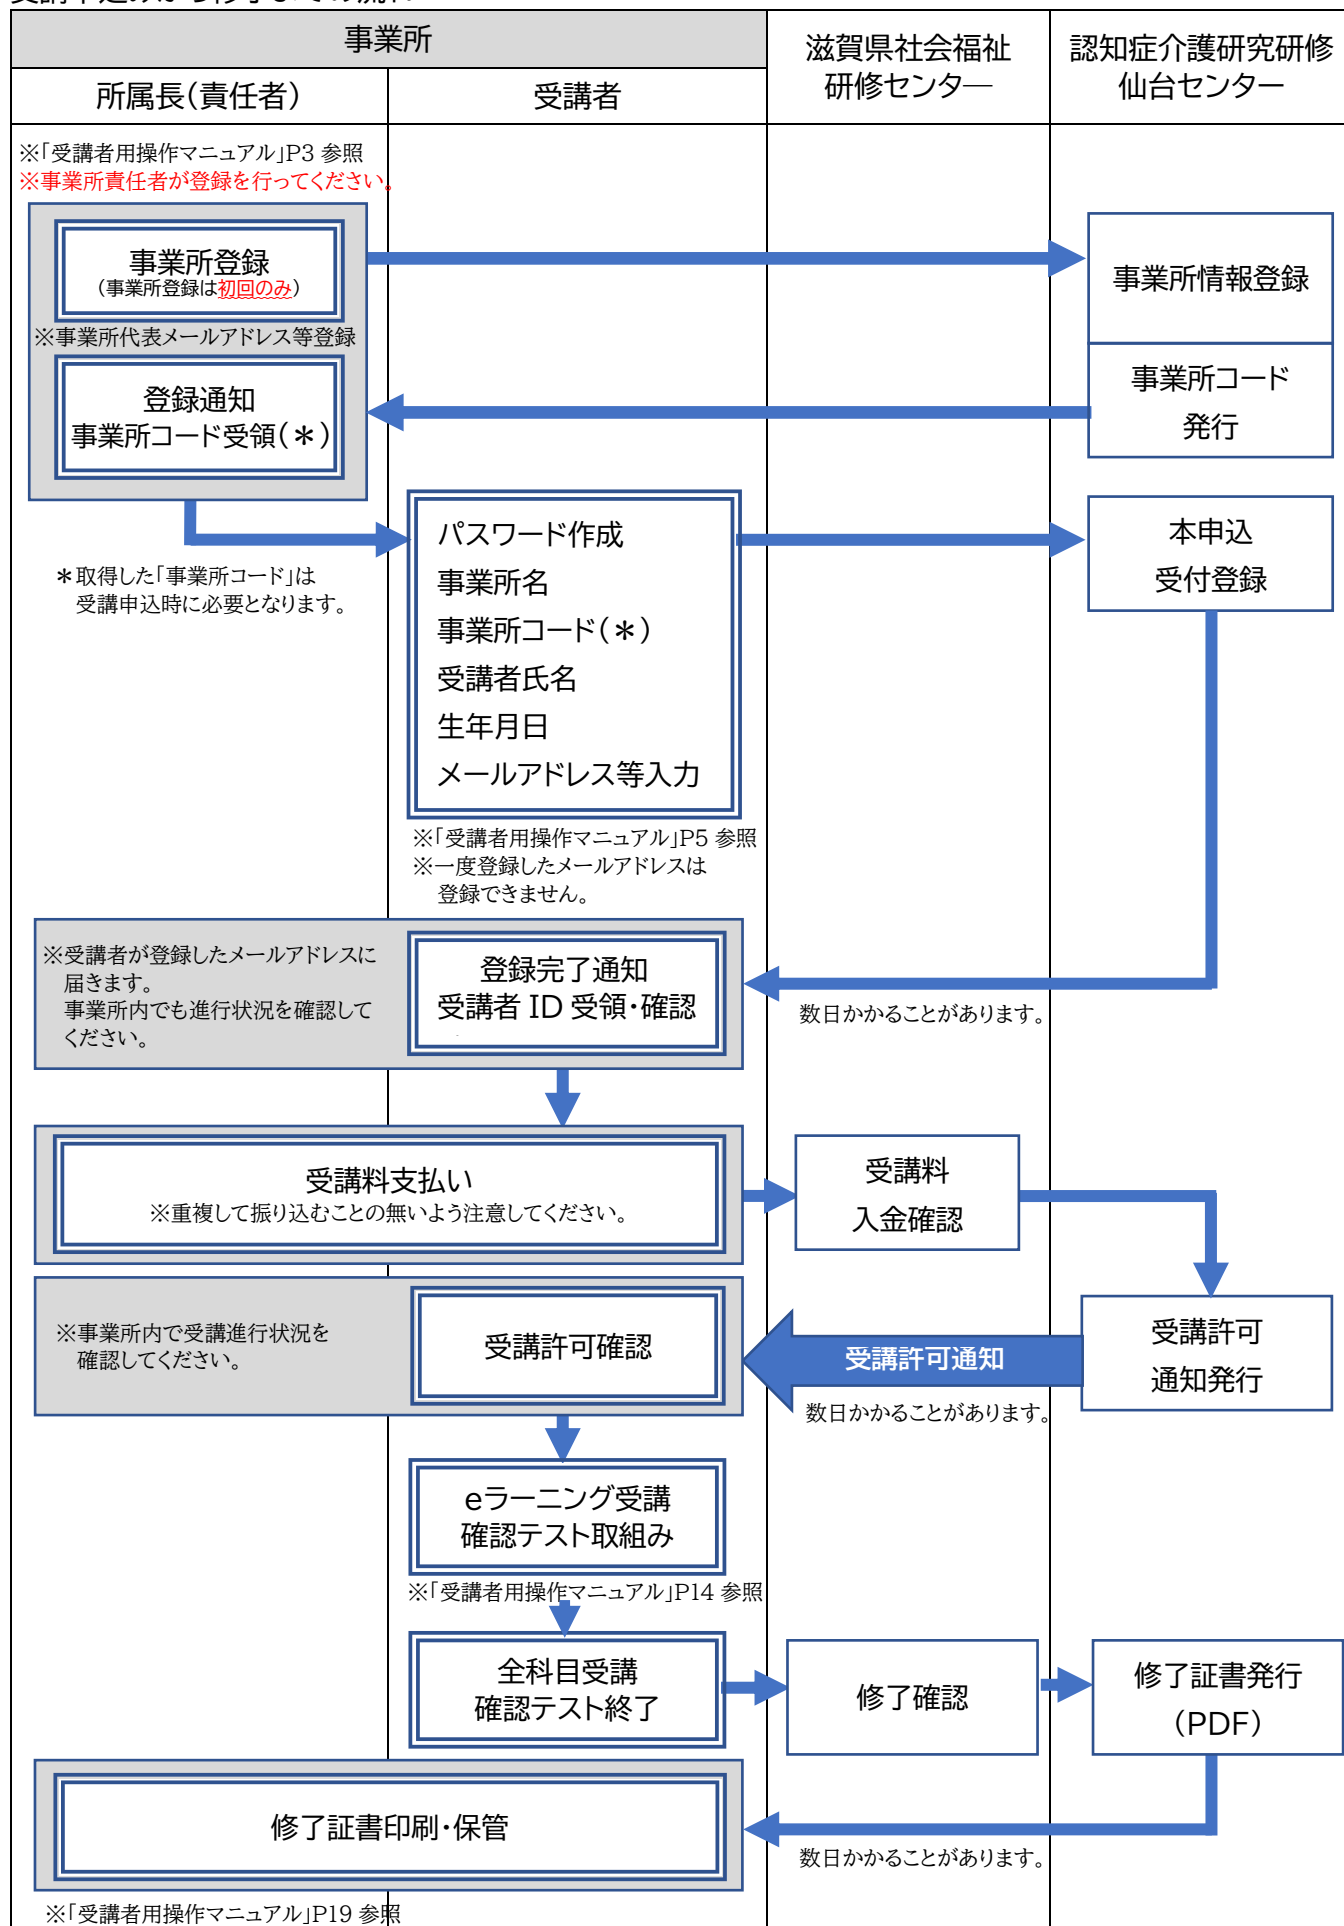 事業所
滋賀県社会福祉
研修センター
認知症介護研究研修
仙台センター
所属長(責任者)
受講者
※「受講者用操作マニュアル」P3 参照
※事業所責任者が登録を行ってください。
事業所登録
(事業所登録は初回のみ)
※事業所代表メールアドレス等登録
登録通知
事業所コード受領(＊)
事業所情報登録
事業所コード
発行
＊取得した「事業所コード」は
受講申込時に必要となります。
パスワード作成
事業所名
事業所コード(＊)
受講者氏名
生年月日
メールアドレス等入力
本申込
受付登録
※「受講者用操作マニュアル」P5 参照
※一度登録したメールアドレスは
登録できません。
※受講者が登録したメールアドレスに
届きます。
事業所内でも進行状況を確認して
ください。
登録完了通知
受講者 ID 受領・確認
数日かかることがあります。
受講料支払い
※重複して振り込むことの無いよう注意してください。
受講料
入金確認
※事業所内で受講進行状況を
確認してください。
受講許可確認
受講許可通知
数日かかることがあります。
受講許可
通知発行
eラーニング受講
確認テスト取組み
※「受講者用操作マニュアル」P14 参照
全科目受講
確認テスト終了
修了確認
修了証書発行
(PDF)
修了証書印刷・保管
数日かかることがあります。
※「受講者用操作マニュアル」P19 参照